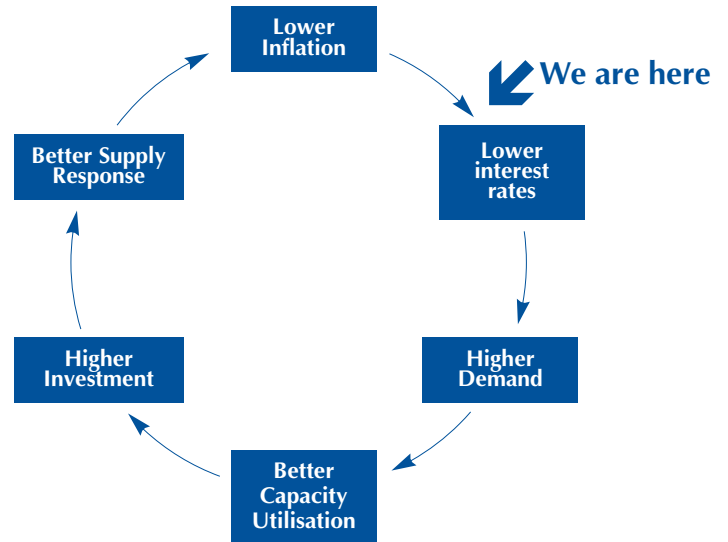 Lower
Inflation
We are here
Lower
interest
rates
Higher
Demand
Better
Capacity
Utilisation
Higher
Investment
Better Supply
Response